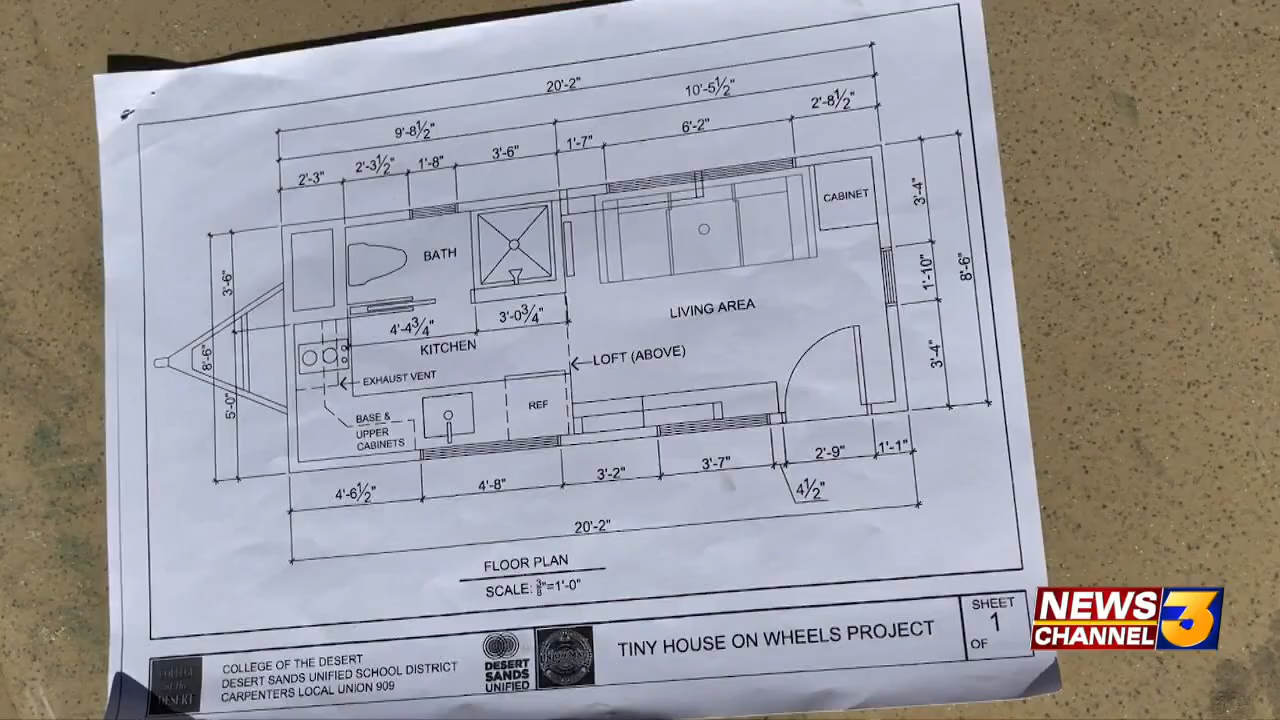 20'-2"
9'-8½"
10'-5½"
2'-3"
2'-3½"
1'-8"
3'-6"
1'-7"
6'-2"
2'-8½"
BATH
CABINET
3'-4"
1'-10"
3'-4"
8'-6"
3'-6"
8'-6"
5'-0"
4'-4¾"
3'-0¾"
LIVING AREA
KITCHEN
LOFT (ABOVE)
EXHAUST VENT
BASE &
UPPER
CABINETS
REF
4'-6½"
4'-8"
3'-2"
3'-7"
4½"
2'-9"
1'-1"
20'-2"
FLOOR PLAN
SCALE: ⅜"=1'-0"
COLLEGE
of the
DESERT
COLLEGE OF THE DESERT
DESERT SANDS UNIFIED SCHOOL DISTRICT
CARPENTERS LOCAL UNION 909
DESERT
SANDS
UNIFIED
TINY HOUSE ON WHEELS PROJECT
SHEET
1
OF
NEWS
CHANNEL
3